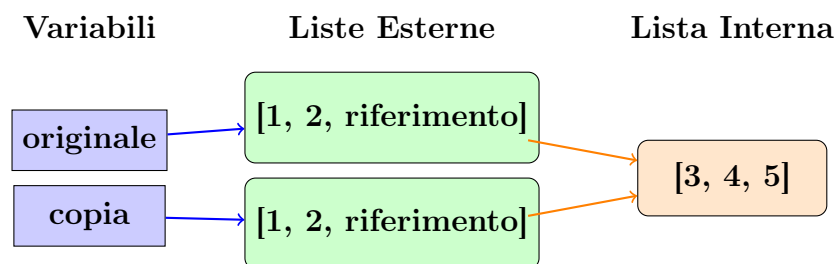 Variabili
Liste Esterne
Lista Interna
originale
[1, 2, riferimento]
[3, 4, 5]
copia
[1, 2, riferimento]